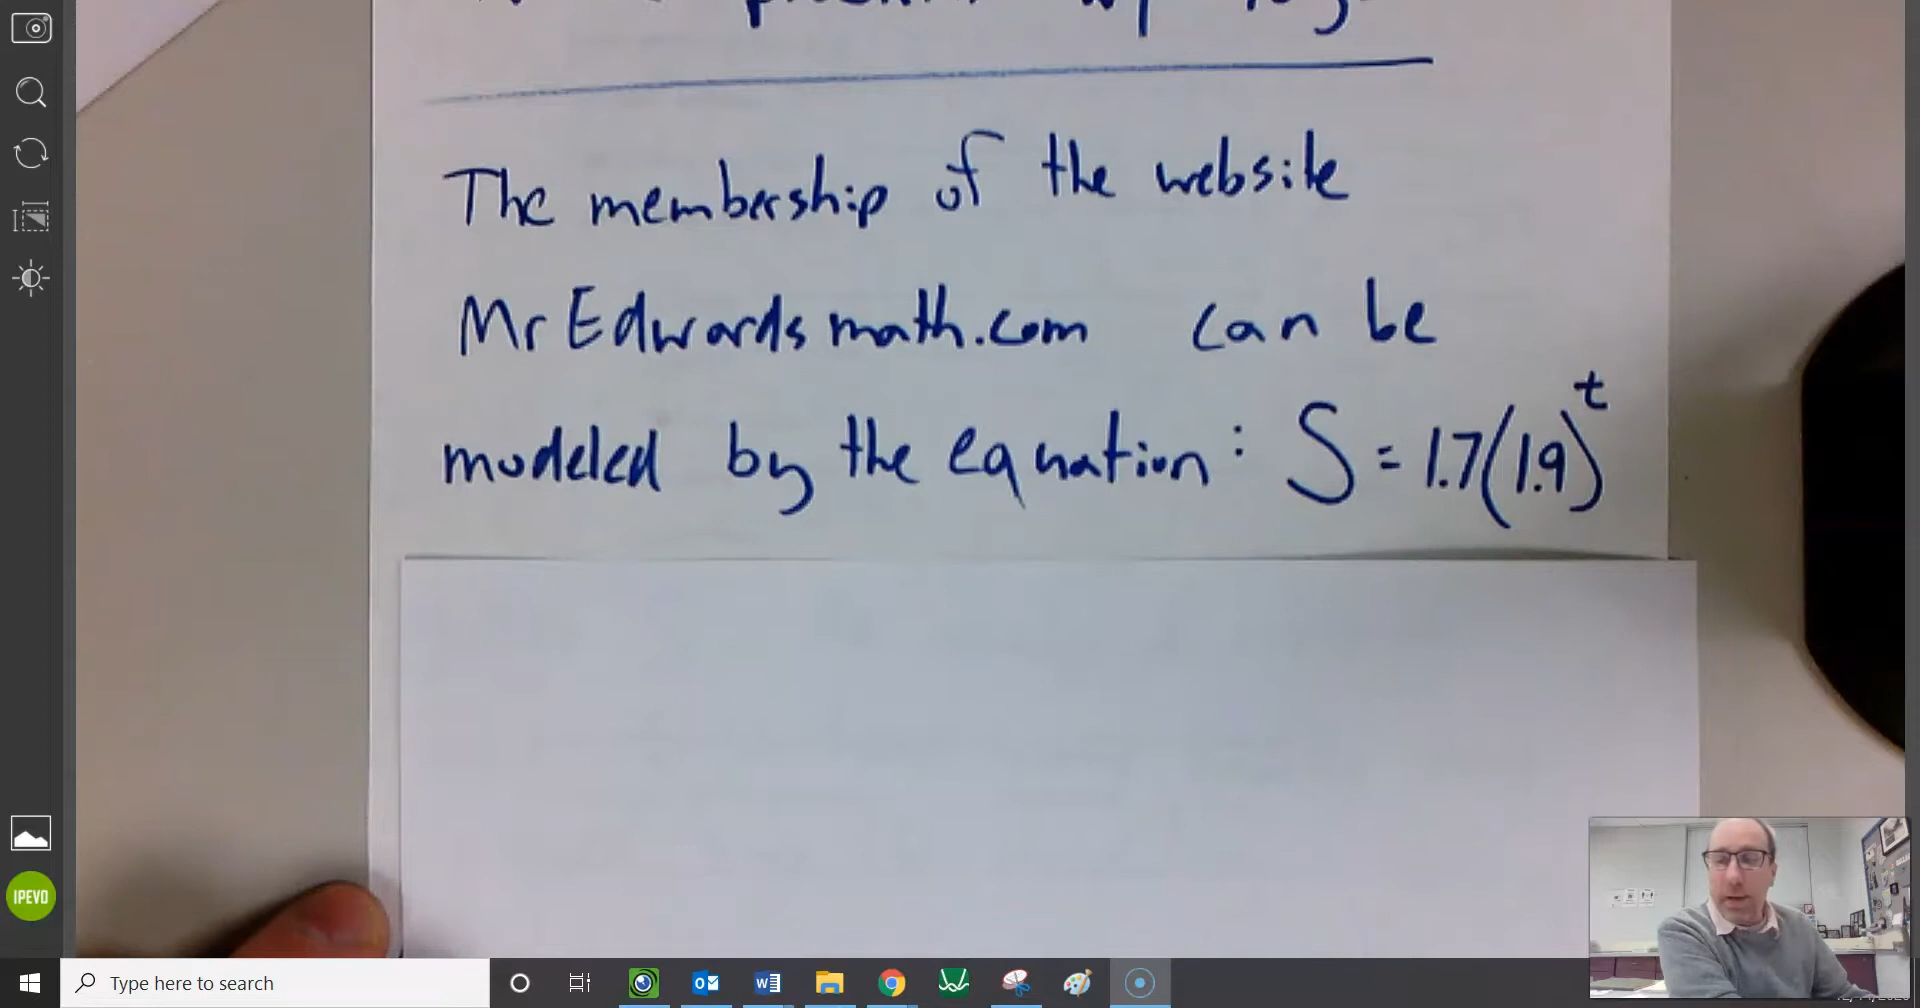 The membership of the website
MrEdwardsmath.com can be
modeled by the equation: S = 1.7(1.9)^t
IPEVO
Type here to search